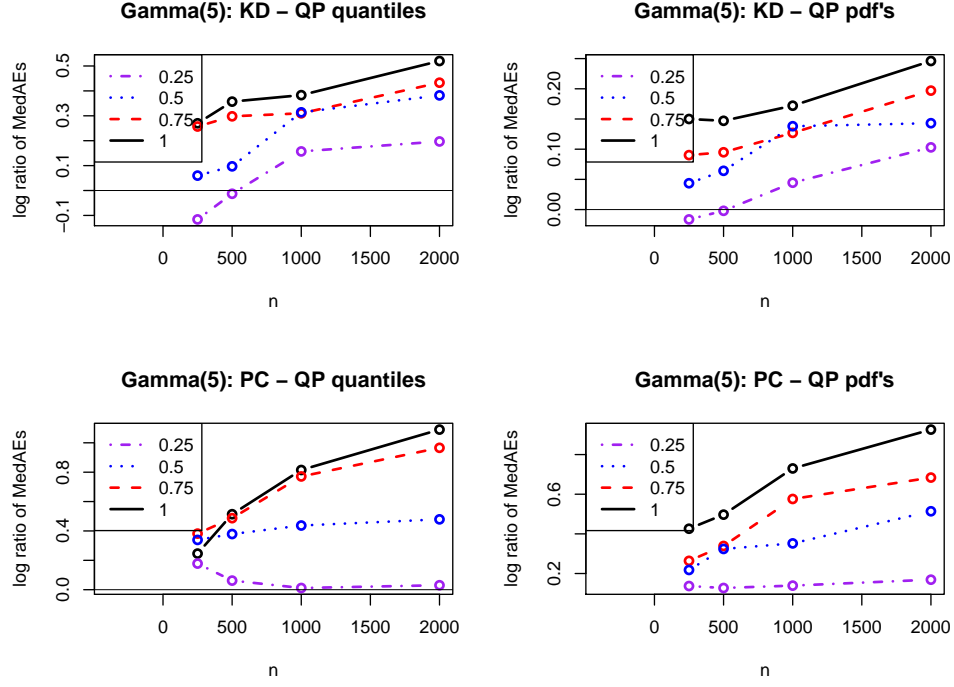 Gamma(5): KD − QP quantiles
log ratio of MedAEs
0.5
0.3
0.1
−0.1
0.25
0.5
0.75
1
0 500 1000 1500 2000
n
Gamma(5): KD − QP pdf's
log ratio of MedAEs
0.20
0.10
0.00
0.25
0.5
0.75
1
0 500 1000 1500 2000
n
Gamma(5): PC − QP quantiles
log ratio of MedAEs
0.8
0.4
0.0
0.25
0.5
0.75
1
0 500 1000 1500 2000
n
Gamma(5): PC − QP pdf's
log ratio of MedAEs
0.6
0.2
0.25
0.5
0.75
1
0 500 1000 1500 2000
n